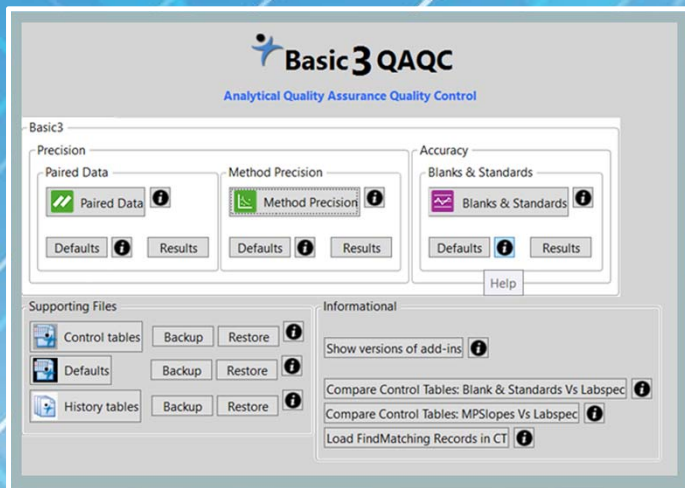 Basic3 QAQC
Analytical Quality Assurance Quality Control
Basic3
Precision
Accuracy
Paired Data
Method Precision
Blanks & Standards
Paired Data
Method Precision
Blanks & Standards
Defaults Results
Defaults Results
Defaults Results
Help
Supporting Files
Control tables Backup Restore
Defaults Backup Restore
History tables Backup Restore
Informational
Show versions of add-ins
Compare Control Tables: Blank & Standards Vs Labspec
Compare Control Tables: MPSlopes Vs Labspec
Load FindMatching Records in CT